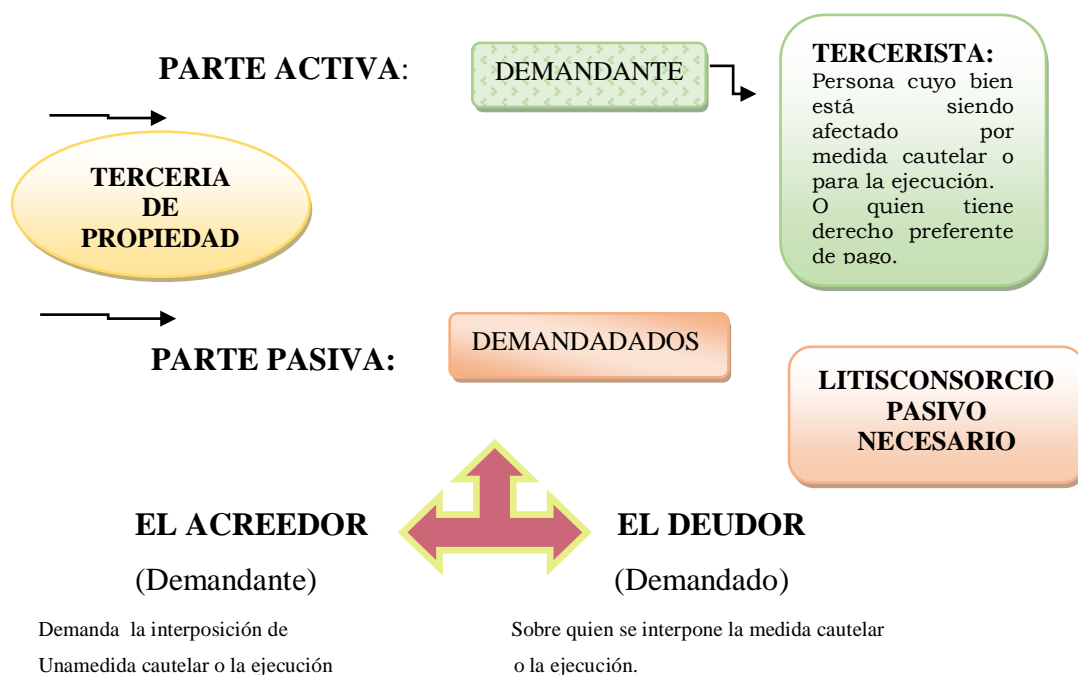 PARTE ACTIVA:
DEMANDANTE
TERCERISTA:
Persona cuyo bien
está siendo
afectado por
medida cautelar o
para la ejecución.
O quien tiene
derecho preferente
de pago.
TERCERIA
DE
PROPIEDAD
PARTE PASIVA:
DEMANDADADOS
LITISCONSORCIO
PASIVO
NECESARIO
EL ACREEDOR
(Demandante)
Demanda la interposición de
Unamedida cautelar o la ejecución
EL DEUDOR
(Demandado)
Sobre quien se interpone la medida cautelar
o la ejecución.